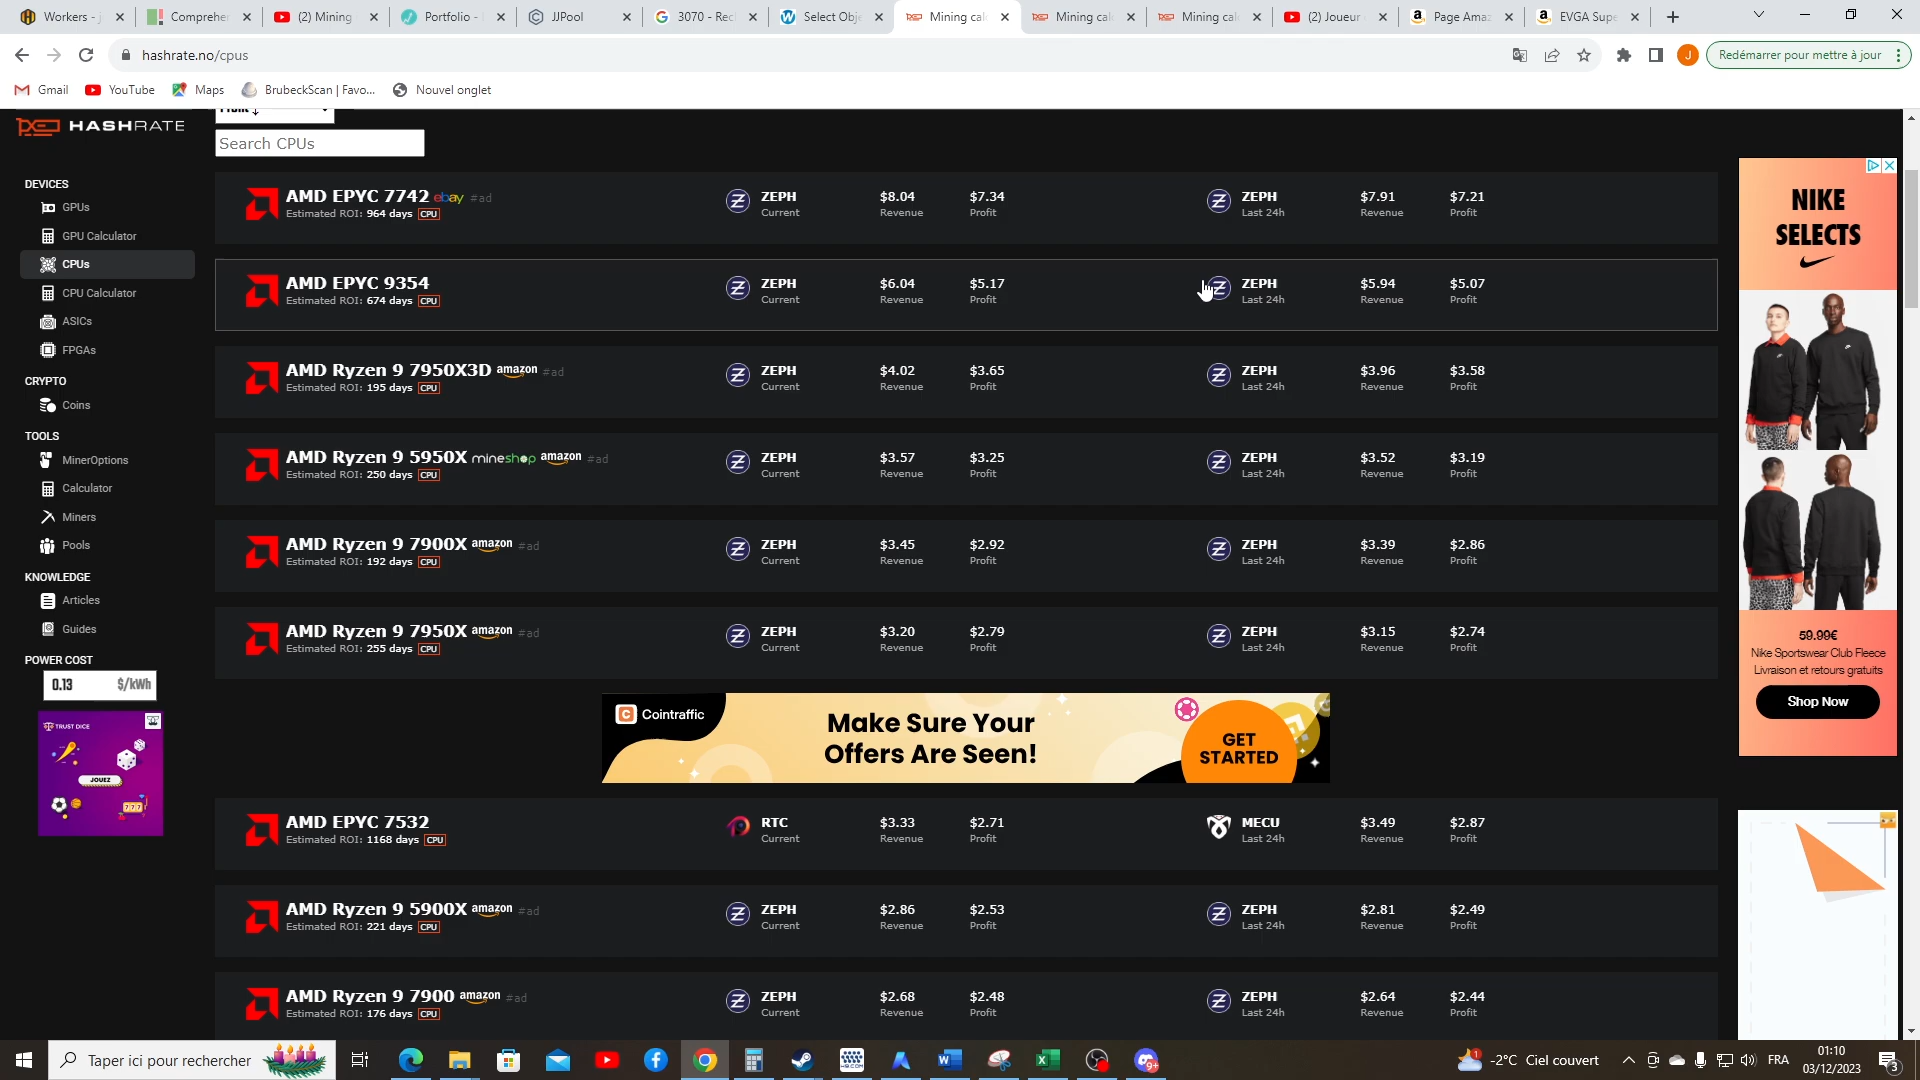 Workers - j
Comprehen
(2) Mining
Portfolio -
JJPool
3070 - Rec
Select Obje
Mining cal
Mining cal
Mining cal
(2) Joueur
Page Amaz
EVGA Supe
hashrate.no/cpus
J
Redémarrer pour mettre à jour
Gmail
YouTube
Maps
BrubeckScan | Favo...
Nouvel onglet
HASHRATE
DEVICES
GPUs
GPU Calculator
CPUs
CPU Calculator
ASICs
FPGAs
CRYPTO
Coins
TOOLS
MinerOptions
Calculator
Miners
Pools
KNOWLEDGE
Articles
Guides
POWER COST
0.13 $/kWh
TRUST DICE
JOUEZ
Profit ↓
Search CPUs
AMD EPYC 7742 ebay #ad
Estimated ROI: 964 days CPU
ZEPH $8.04 $7.34 ZEPH $7.91 $7.21
Current Revenue Profit Last 24h Revenue Profit
AMD EPYC 9354
Estimated ROI: 674 days CPU
ZEPH $6.04 $5.17 ZEPH $5.94 $5.07
Current Revenue Profit Last 24h Revenue Profit
AMD Ryzen 9 7950X3D amazon #ad
Estimated ROI: 195 days CPU
ZEPH $4.02 $3.65 ZEPH $3.96 $3.58
Current Revenue Profit Last 24h Revenue Profit
AMD Ryzen 9 5950X mineshop amazon #ad
Estimated ROI: 250 days CPU
ZEPH $3.57 $3.25 ZEPH $3.52 $3.19
Current Revenue Profit Last 24h Revenue Profit
AMD Ryzen 9 7900X amazon #ad
Estimated ROI: 192 days CPU
ZEPH $3.45 $2.92 ZEPH $3.39 $2.86
Current Revenue Profit Last 24h Revenue Profit
AMD Ryzen 9 7950X amazon #ad
Estimated ROI: 255 days CPU
ZEPH $3.20 $2.79 ZEPH $3.15 $2.74
Current Revenue Profit Last 24h Revenue Profit
Cointraffic
Make Sure Your
Offers Are Seen!
GET
STARTED
AMD EPYC 7532
Estimated ROI: 1168 days CPU
RTC $3.33 $2.71 MECU $3.49 $2.87
Current Revenue Profit Last 24h Revenue Profit
AMD Ryzen 9 5900X amazon #ad
Estimated ROI: 221 days CPU
ZEPH $2.86 $2.53 ZEPH $2.81 $2.49
Current Revenue Profit Last 24h Revenue Profit
AMD Ryzen 9 7900 amazon #ad
Estimated ROI: 176 days CPU
ZEPH $2.68 $2.48 ZEPH $2.64 $2.44
Current Revenue Profit Last 24h Revenue Profit
NIKE
SELECTS
59.99€
Nike Sportswear Club Fleece
Livraison et retours gratuits
Shop Now
Taper ici pour rechercher
-2°C Ciel couvert
FRA
01:10
03/12/2023
3